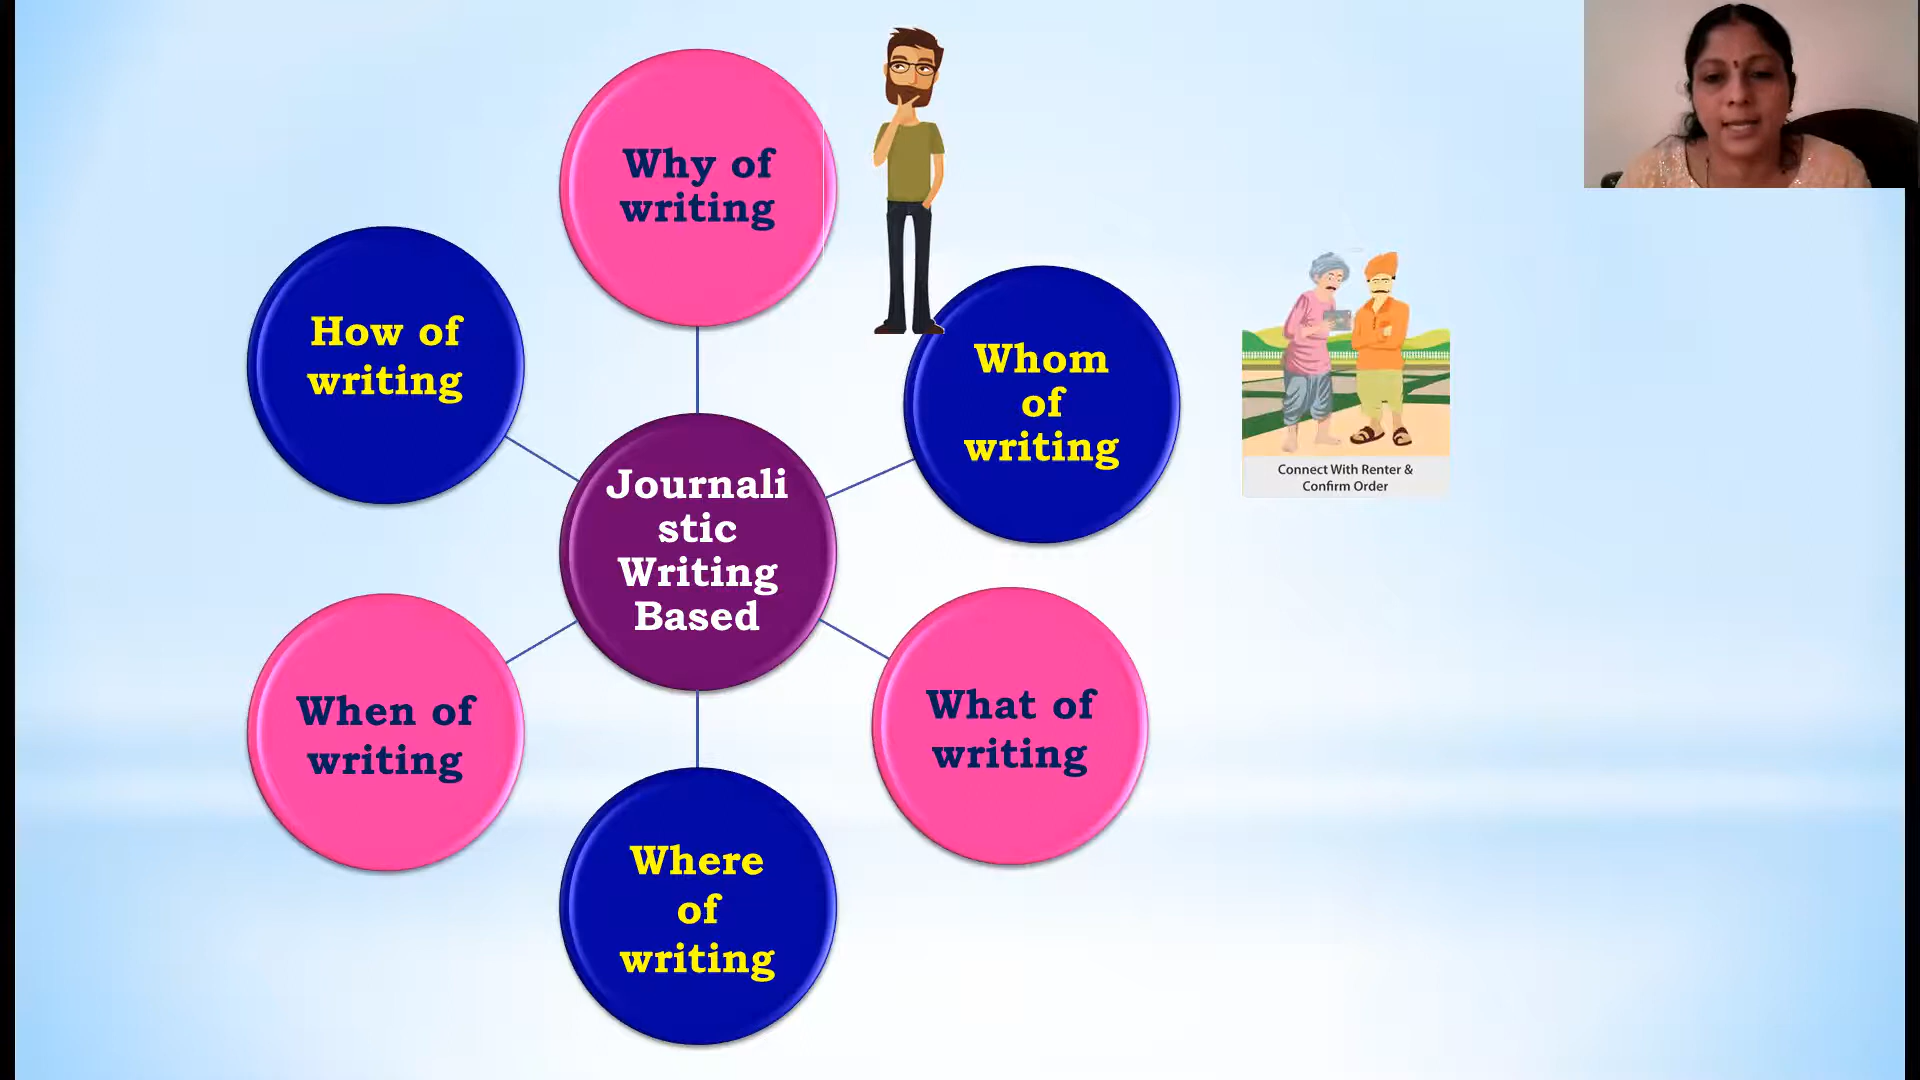 Why of
writing
How of
writing
Whom
of
writing
Journali
stic
Writing
Based
Connect With Renter &
Confirm Order
When of
writing
What of
writing
Where
of
writing